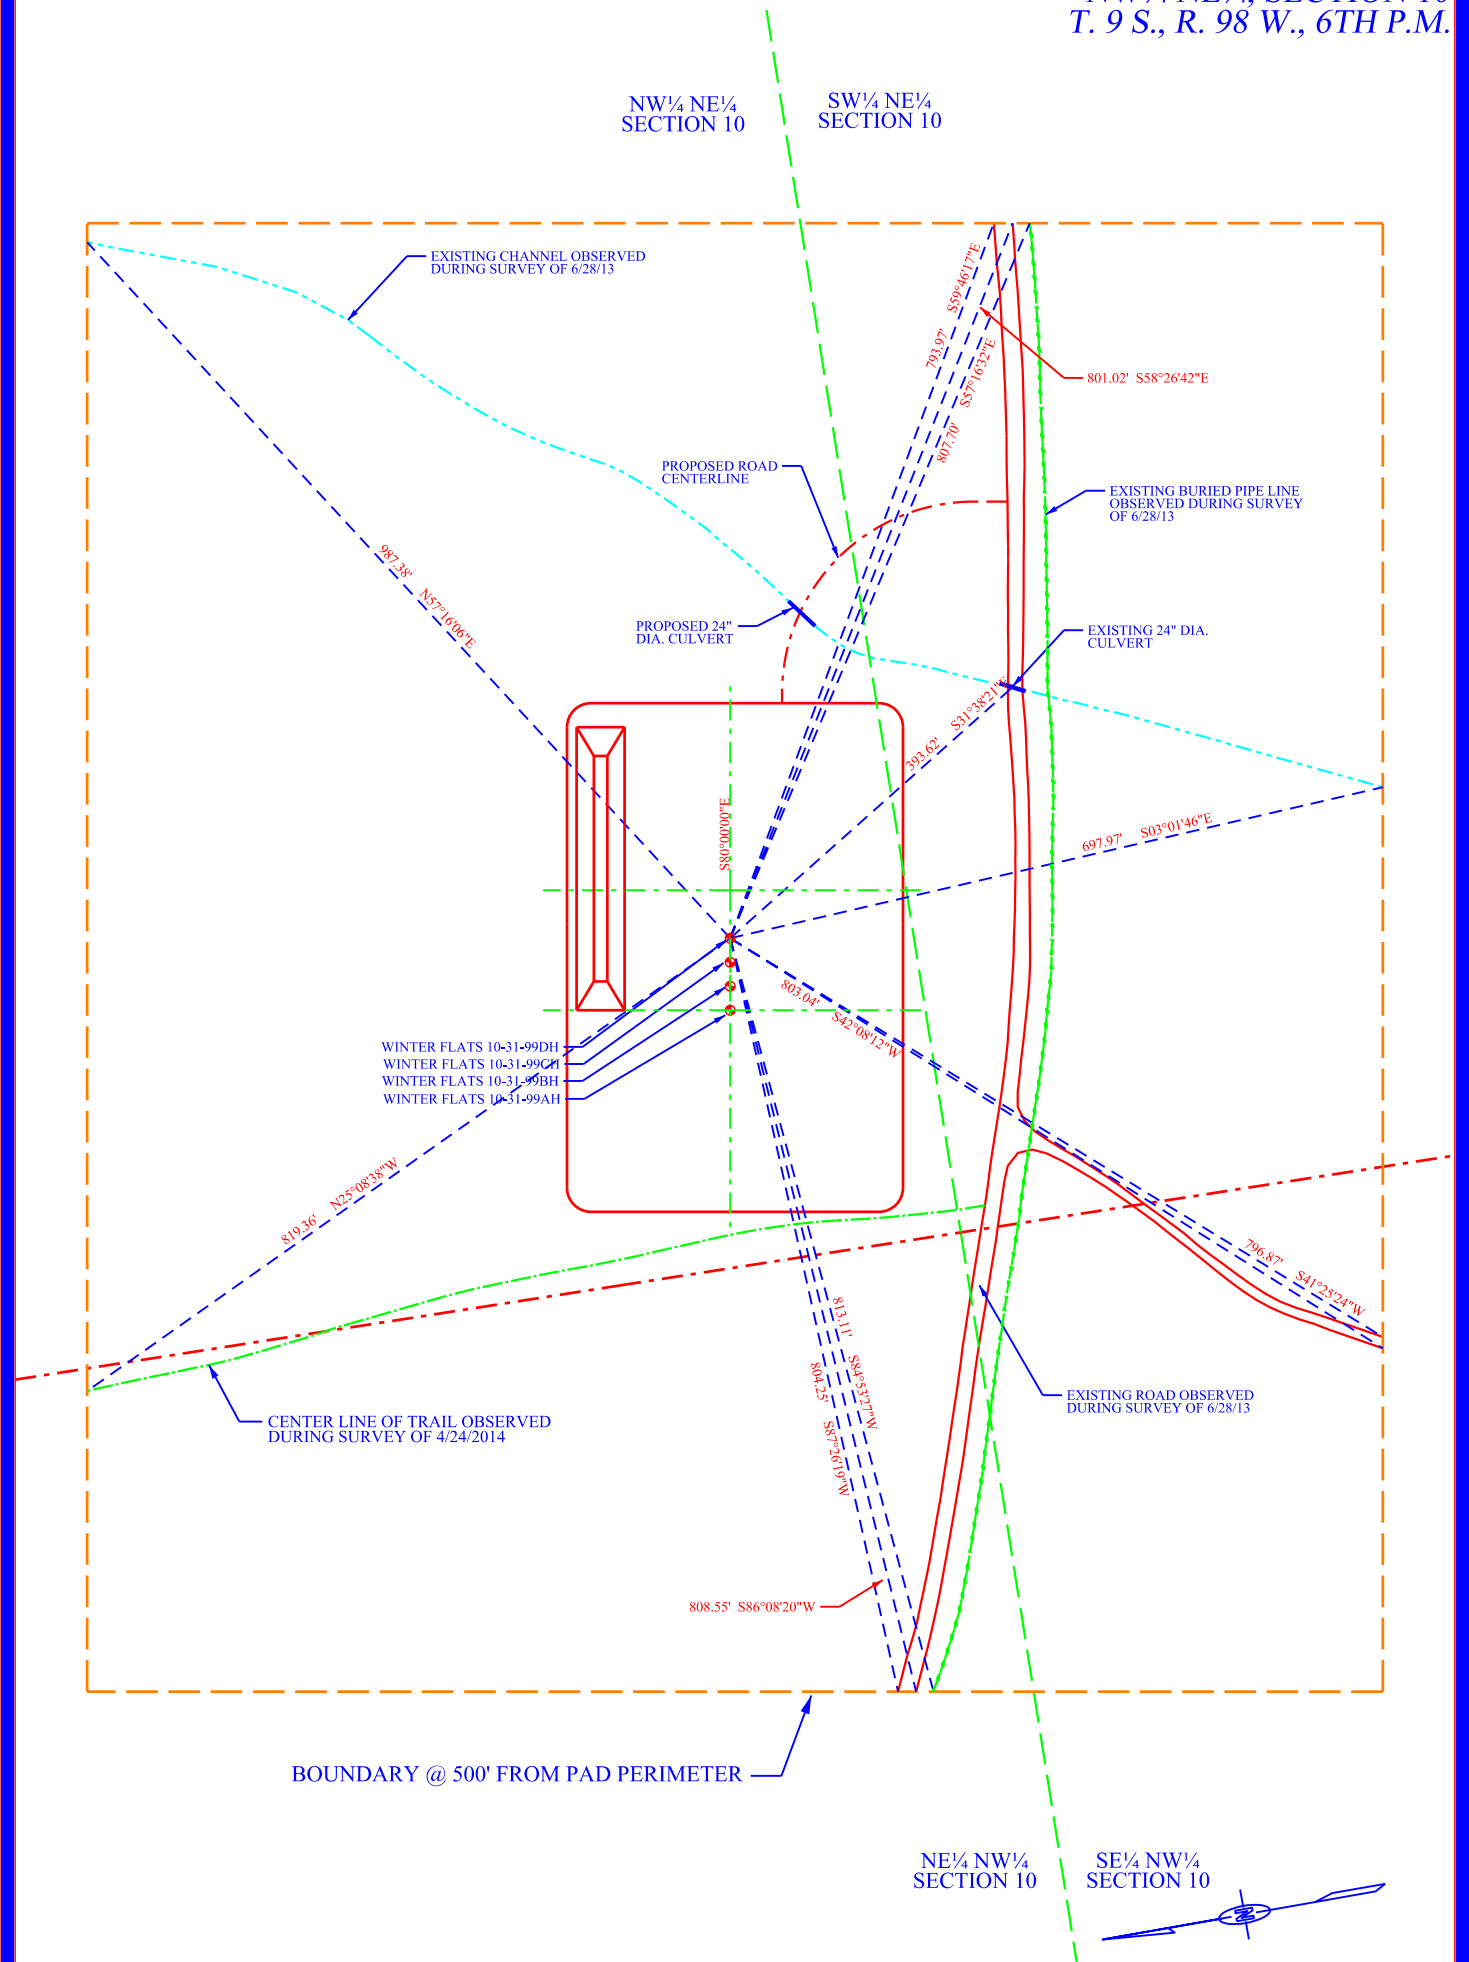 T. 9 S., R. 98 W., 6TH P.M.
NW¼ NE¼
SECTION 10
SW¼ NE¼
SECTION 10
EXISTING CHANNEL OBSERVED
DURING SURVEY OF 6/28/13
793.97' S59°46'17"E
801.02' S58°26'42"E
807.70' S57°16'32"E
PROPOSED ROAD
CENTERLINE
EXISTING BURIED PIPE LINE
OBSERVED DURING SURVEY
OF 6/28/13
987.38' N57°16'06"E
PROPOSED 24"
DIA. CULVERT
EXISTING 24" DIA.
CULVERT
393.62' S31°38'21"E
S80°00'00"E
697.97' S03°01'46"E
803.04' S42°08'12"W
WINTER FLATS 10-31-99DH
WINTER FLATS 10-31-99CH
WINTER FLATS 10-31-99BH
WINTER FLATS 10-31-99AH
819.36' N25°08'38"W
796.87' S41°25'24"W
813.11' S84°53'27"W
804.25' S87°26'19"W
EXISTING ROAD OBSERVED
DURING SURVEY OF 6/28/13
CENTER LINE OF TRAIL OBSERVED
DURING SURVEY OF 4/24/2014
808.55' S86°08'20"W
BOUNDARY @ 500' FROM PAD PERIMETER
NE¼ NW¼
SECTION 10
SE¼ NW¼
SECTION 10
N